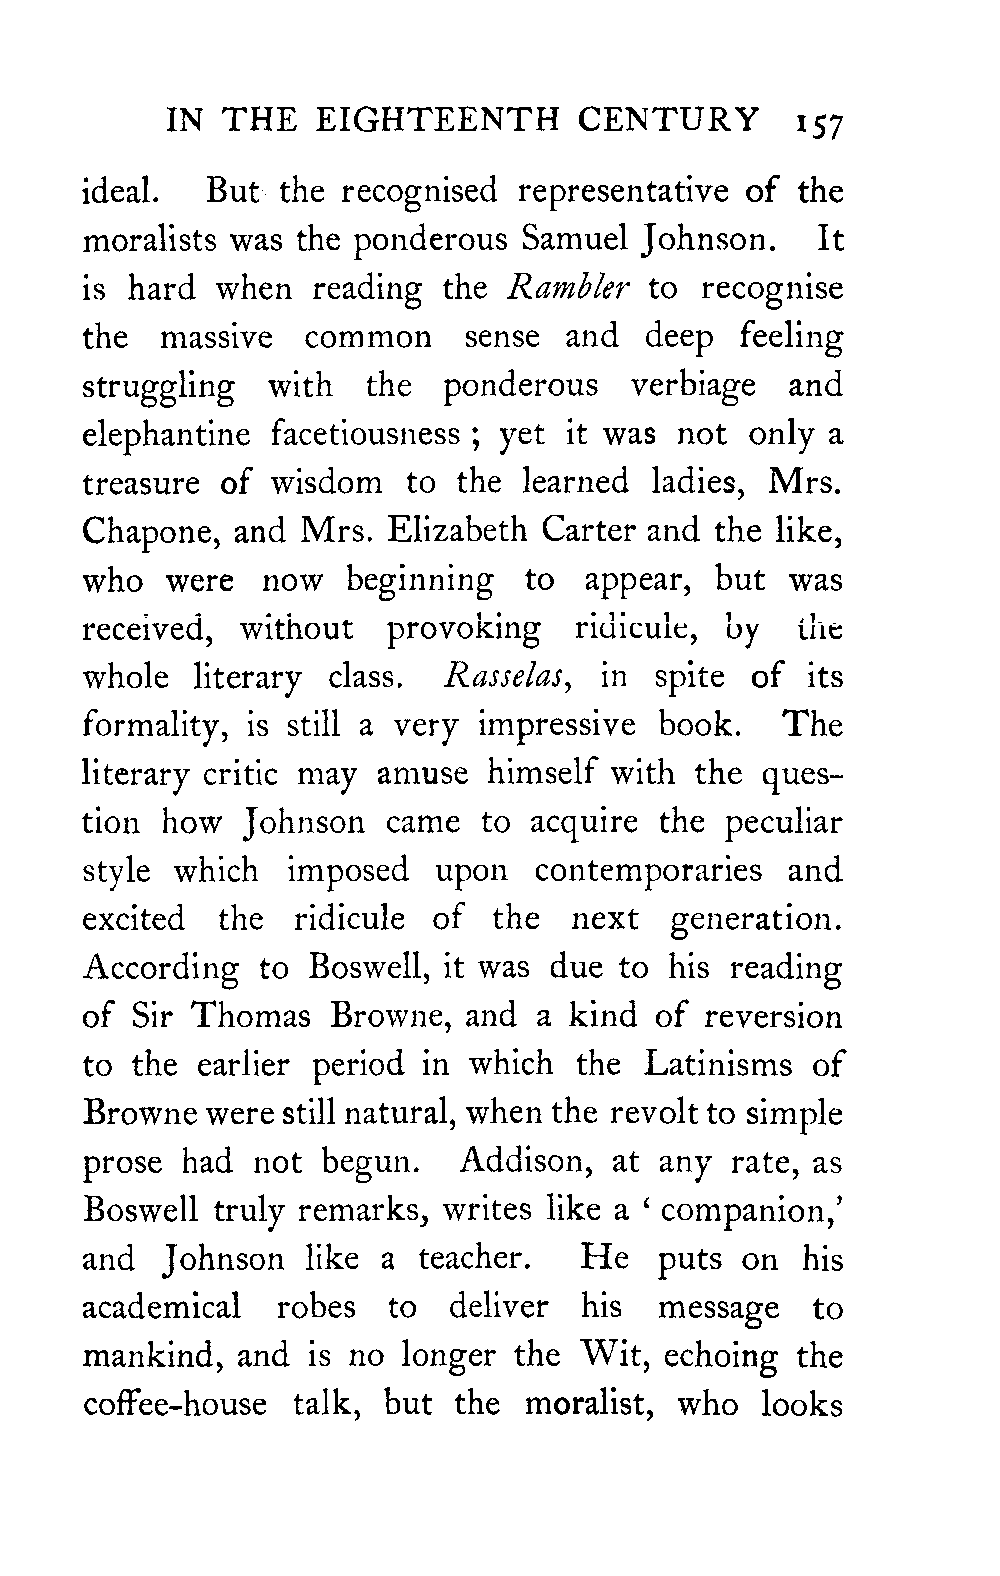 IN THE EIGHTEENTH CENTURY 157
ideal. But the recognised representative of the
moralists was the ponderous Samuel Johnson. It
is hard when reading the Rambler to recognise
the massive common sense and deep feeling
struggling with the ponderous verbiage and
elephantine facetiousness ; yet it was not only a
treasure of wisdom to the learned ladies, Mrs.
Chapone, and Mrs. Elizabeth Carter and the like,
who were now beginning to appear, but was
received, without provoking ridicule, by the
whole literary class. Rasselas, in spite of its
formality, is still a very impressive book. The
literary critic may amuse himself with the ques-
tion how Johnson came to acquire the peculiar
style which imposed upon contemporaries and
excited the ridicule of the next generation.
According to Boswell, it was due to his reading
of Sir Thomas Browne, and a kind of reversion
to the earlier period in which the Latinisms of
Browne were still natural, when the revolt to simple
prose had not begun. Addison, at any rate, as
Boswell truly remarks, writes like a ‘ companion,’
and Johnson like a teacher. He puts on his
academical robes to deliver his message to
mankind, and is no longer the Wit, echoing the
coffee-house talk, but the moralist, who looks